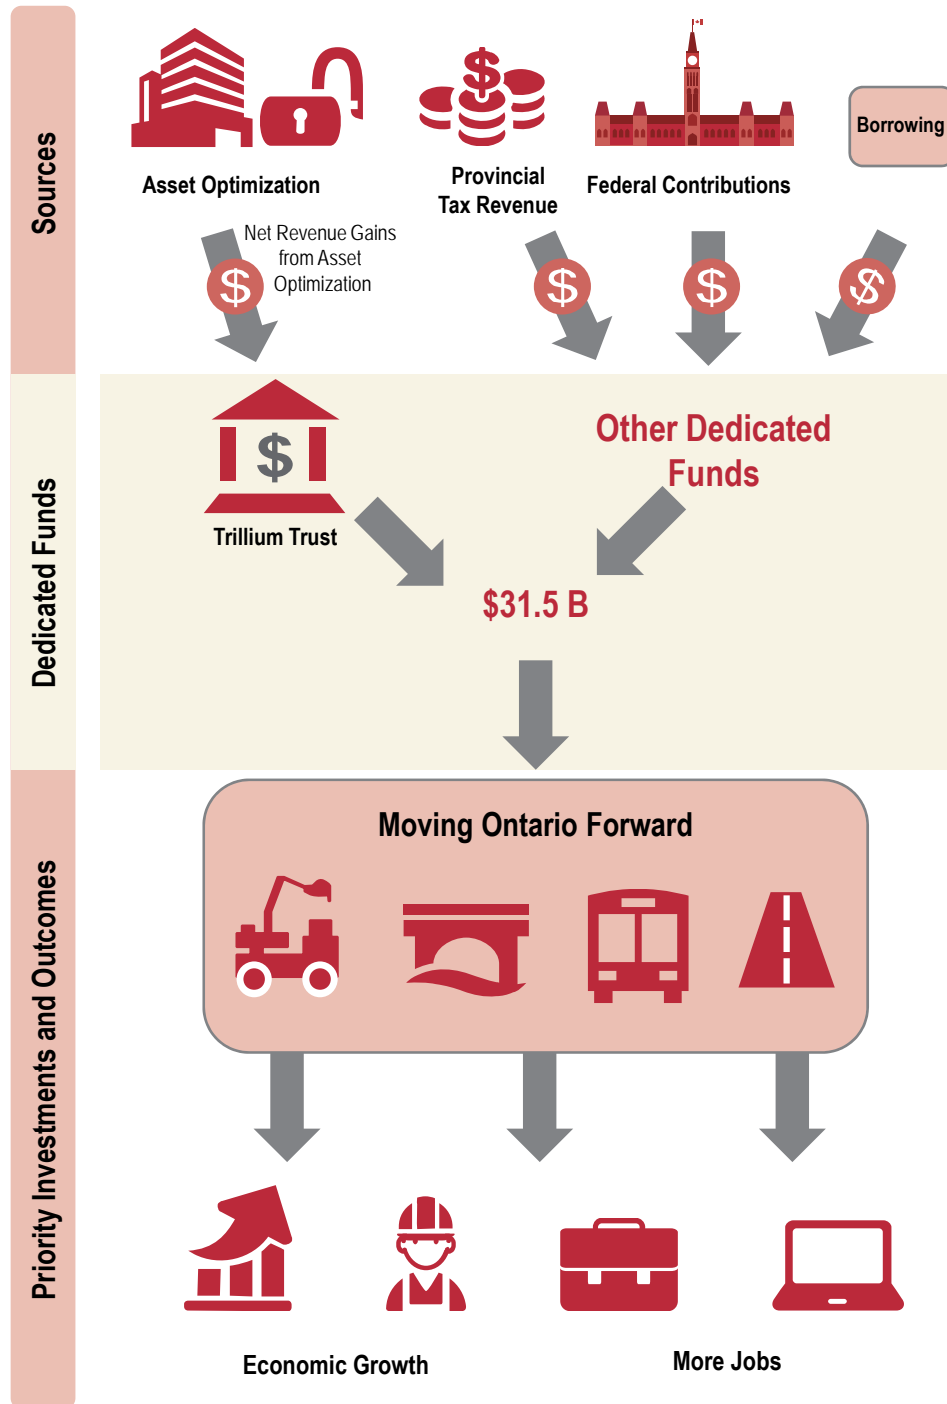 Sources
Asset Optimization
Provincial
Tax Revenue
Federal Contributions
Borrowing
Net Revenue Gains
from Asset
Optimization
$
$
$
$
$
Dedicated Funds
$
Trillium Trust
Other Dedicated
Funds
$31.5 B
Priority Investments and Outcomes
Moving Ontario Forward
Economic Growth
More Jobs